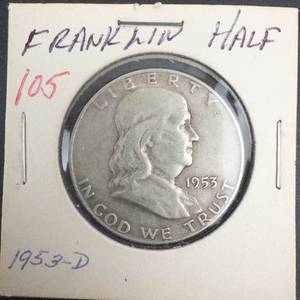 FRANKLIN HALF
105
LIBERTY
1953
IN GOD WE TRUST
1953-D